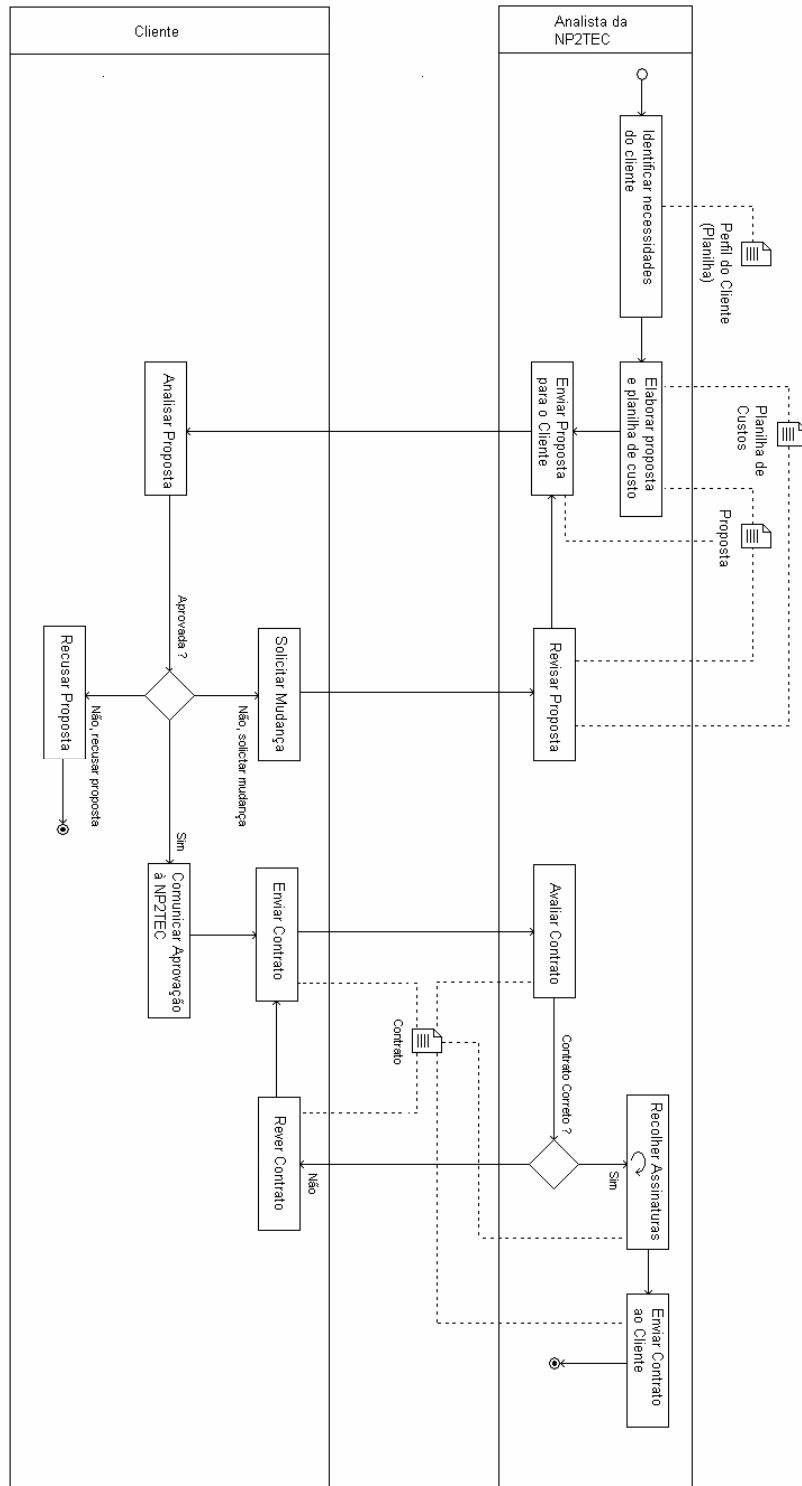 Cliente
Analista da
NP2TEC
Identificar necessidades
do cliente
Perfil do Cliente
(Planilha)
Elaborar proposta
e planilha de custo
Planilha de
Custos
Enviar Proposta
para o Cliente
Proposta
Analisar Proposta
Aprovada ?
Revisar Proposta
Solicitar Mudança
Não, solictar mudança
Recusar Proposta
Não, recusar proposta
Sim
Comunicar Aprovação
à NP2TEC
Enviar Contrato
Avaliar Contrato
Contrato
Contrato Correto ?
Rever Contrato
Não
Sim
Recolher Assinaturas
Enviar Contrato
ao Cliente